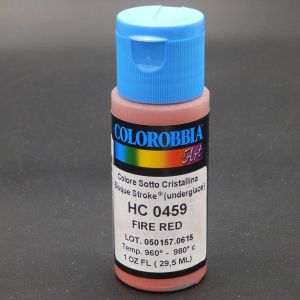 COLOROBBIA
Art
Colore Sotto Cristallina
Bisque Stroke® (underglaze)
HC 0459
FIRE RED
LOT. 050157.0615
Temp. 960° - 980° c
1 OZ FL ( 29,5 ML)